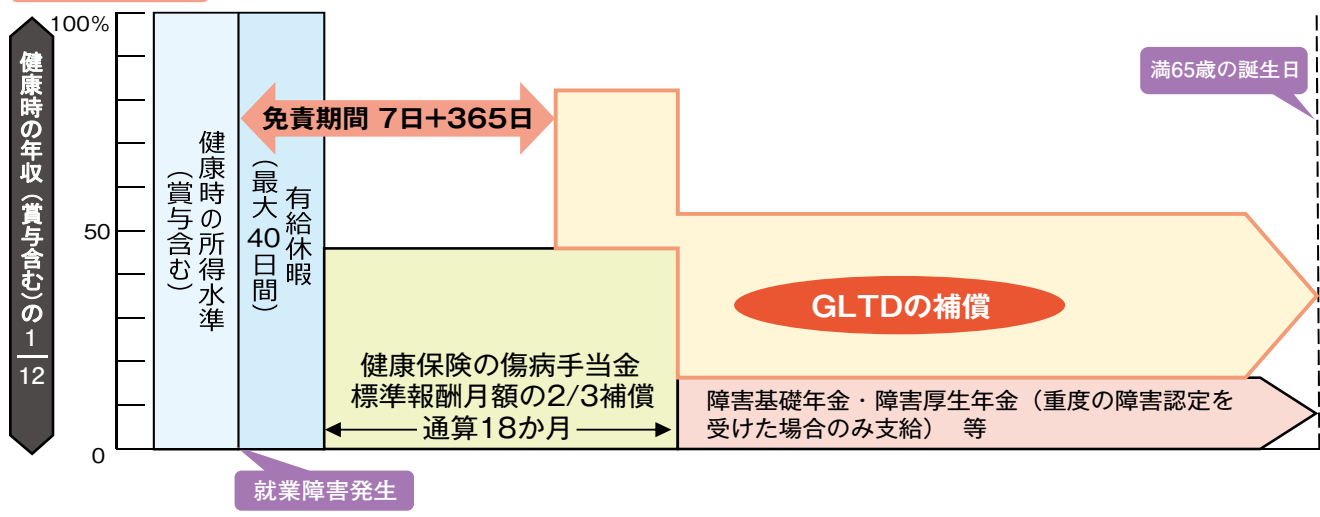 100%
50
0
健康時の年収（賞与含む）の1/12
健康時の所得水準
（賞与含む）
有給休暇
（最大40日間）
免責期間 7日+365日
満65歳の誕生日
GLTDの補償
健康保険の傷病手当金
標準報酬月額の2/3補償
通算18か月
障害基礎年金・障害厚生年金（重度の障害認定を
受けた場合のみ支給） 等
就業障害発生